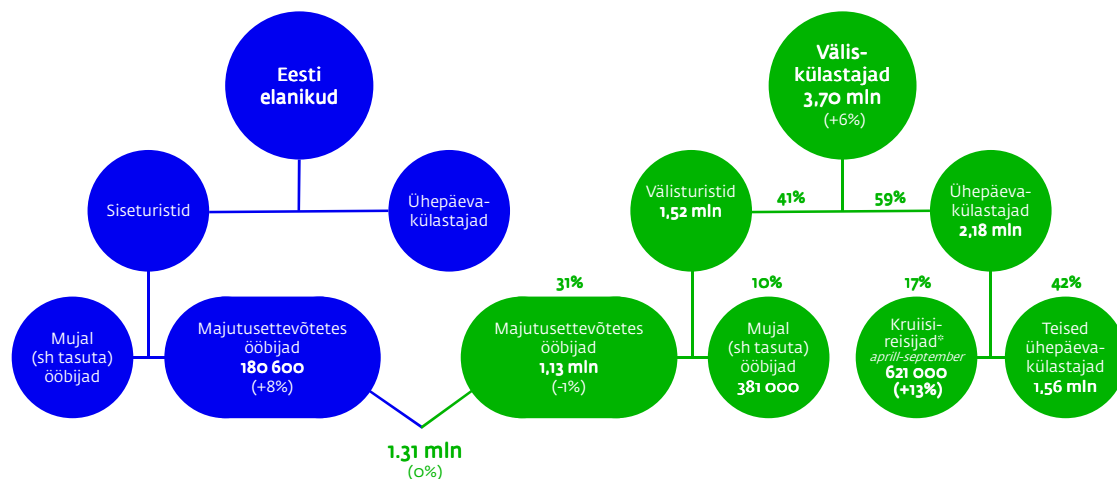 Eesti
elanikud
Välis-
külastajad
3,70 mln
(+6%)
Siseturistid
Ühepäeva-
külastajad
Välisturistid
1,52 mln
41%
59%
Ühepäeva-
külastajad
2,18 mln
Mujal
(sh tasuta)
ööbijad
Majutusettevõtetes
ööbijad
180 600
(+8%)
31%
Majutusettevõtetes
ööbijad
1,13 mln
(-1%)
10%
Mujal
(sh tasuta)
ööbijad
381 000
17%
Kruiisi-
reisijad*
aprill-september
621 000
(+13%)
42%
Teised
ühepäeva-
külastajad
1,56 mln
1.31 mln
(0%)